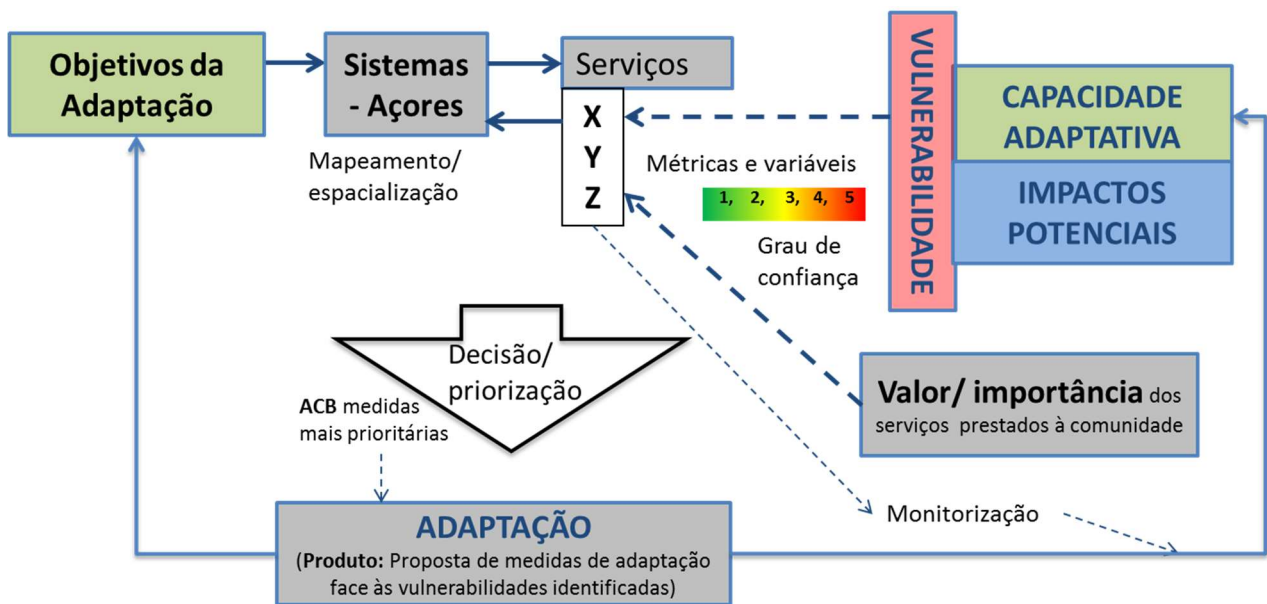 Objetivos da
Adaptação
Sistemas
- Açores
Mapeamento/
espacialização
Serviços
X
Y
Z
Métricas e variáveis
1, 2, 3, 4, 5
Grau de
confiança
VULNERABILIDADE
CAPACIDADE
ADAPTATIVA
IMPACTOS
POTENCIAIS
Decisão/
priorização
ACB medidas
mais prioritárias
Valor/ importância dos
serviços prestados à comunidade
Monitorização
ADAPTAÇÃO
(Produto: Proposta de medidas de adaptação
face às vulnerabilidades identificadas)